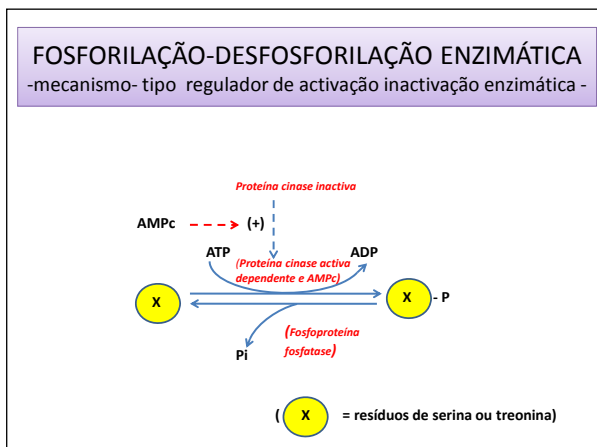 FOSFORILAÇÃO-DESFOSFORILAÇÃO ENZIMÁTICA
-mecanismo- tipo regulador de activação inactivação enzimática -
Proteína cinase inactiva
AMPc
(+)
ATP
ADP
(Proteína cinase activa
dependente e AMPc)
X
X
- P
(Fosfoproteína
fosfatase)
Pi
( X = resíduos de serina ou treonina)